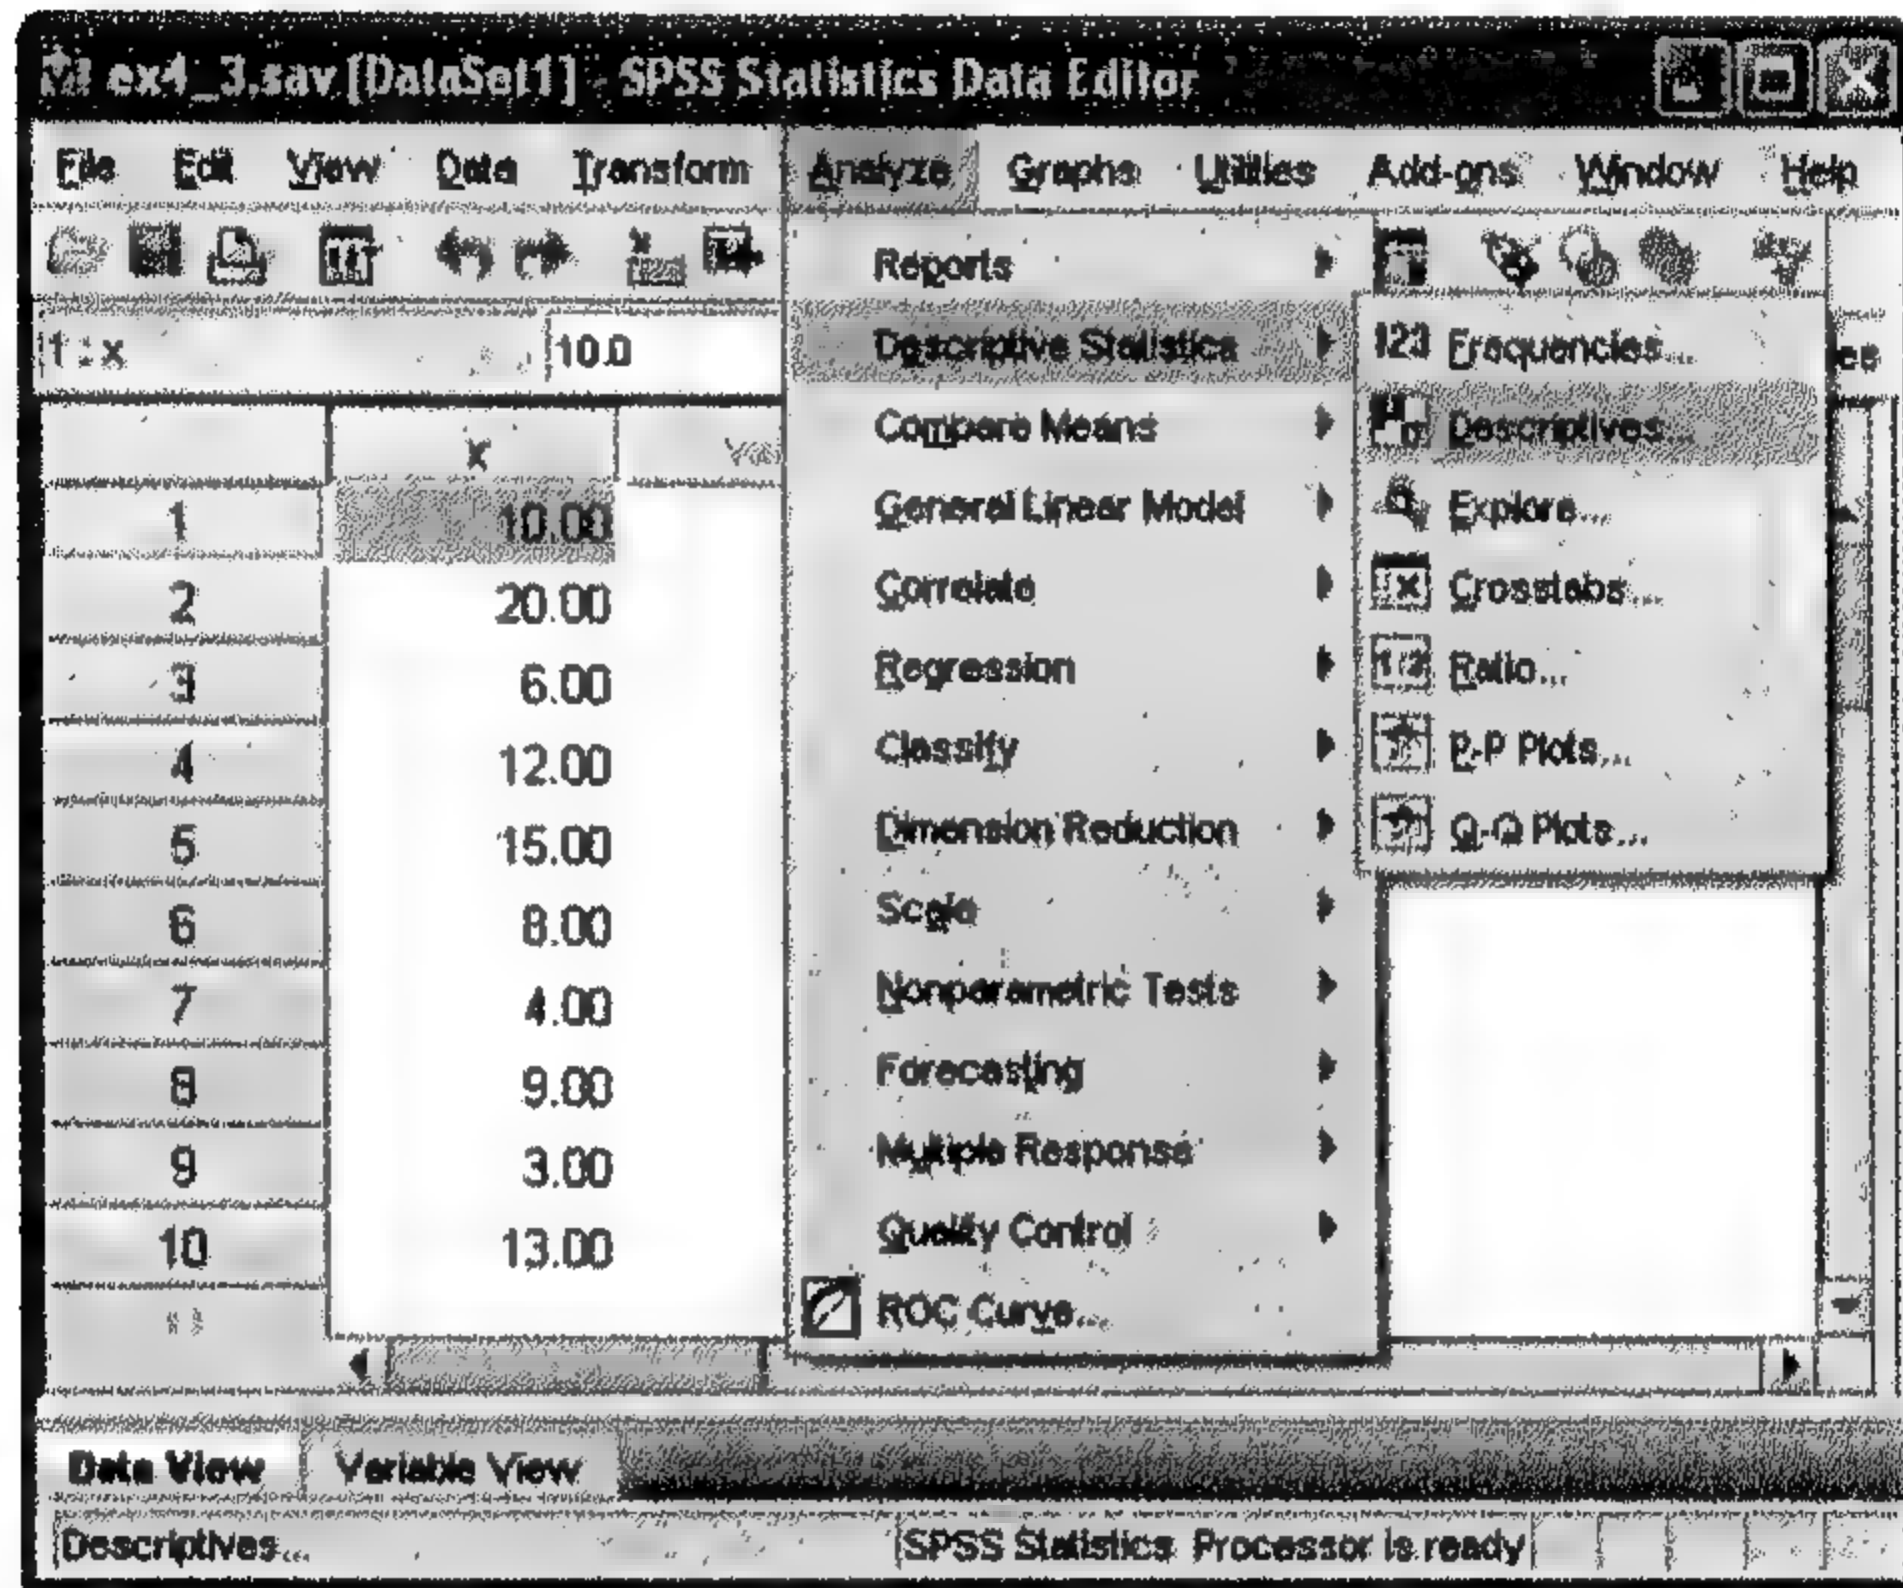 ex4_3.sav [DataSet1] - SPSS Statistics Data Editor
File Edit View Data Transform Analyze Graphs Utilities Add-ons Window Help
1 : x 10.0
x
1 10.00
2 20.00
3 6.00
4 12.00
5 15.00
6 8.00
7 4.00
8 9.00
9 3.00
10 13.00
Reports
Descriptive Statistics
Compare Means
General Linear Model
Correlate
Regression
Classify
Dimension Reduction
Scale
Nonparametric Tests
Forecasting
Multiple Response
Quality Control
ROC Curve...
123 Frequencies...
Descriptives...
Explore...
Crosstabs...
Ratio...
P-P Plots...
Q-Q Plots...
Data View Variable View
Descriptives... SPSS Statistics Processor is ready